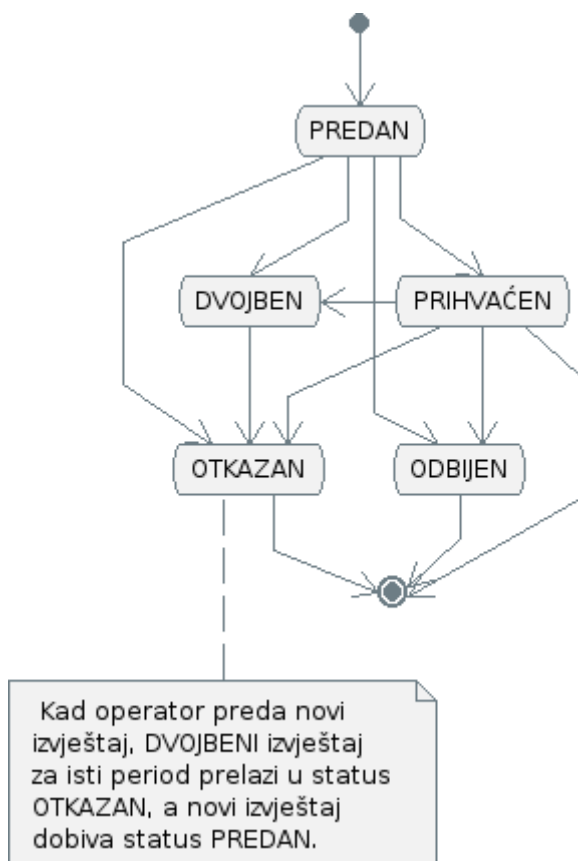 PREDAN
DVOJBEN
PRIHVAĆEN
OTKAZAN
ODBIJEN
Kad operator preda novi
izvještaj, DVOJBENI izvještaj
za isti period prelazi u status
OTKAZAN, a novi izvještaj
dobiva status PREDAN.